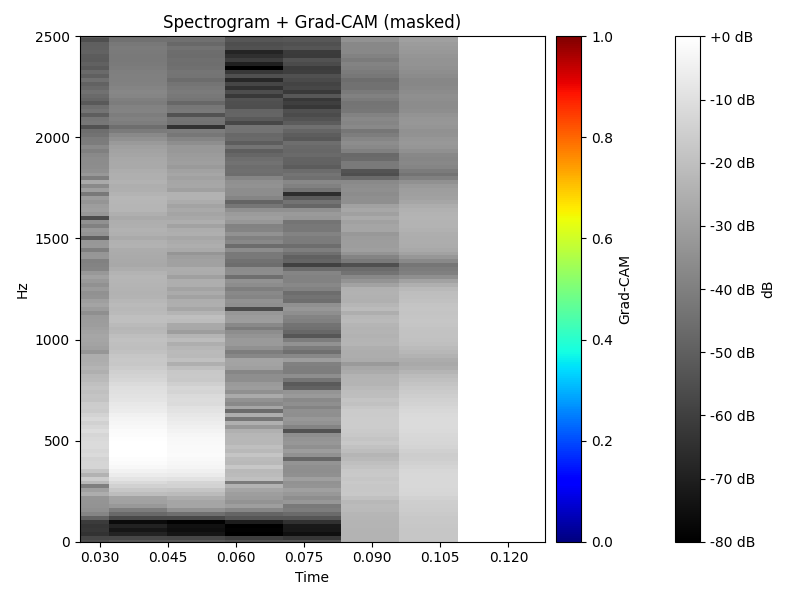 Spectrogram + Grad-CAM (masked)
2500
2000
1500
1000
500
0
Hz
0.030
0.045
0.060
0.075
0.090
0.105
0.120
Time
1.0
0.8
0.6
0.4
0.2
0.0
Grad-CAM
+0 dB
-10 dB
-20 dB
-30 dB
-40 dB
-50 dB
-60 dB
-70 dB
-80 dB
dB